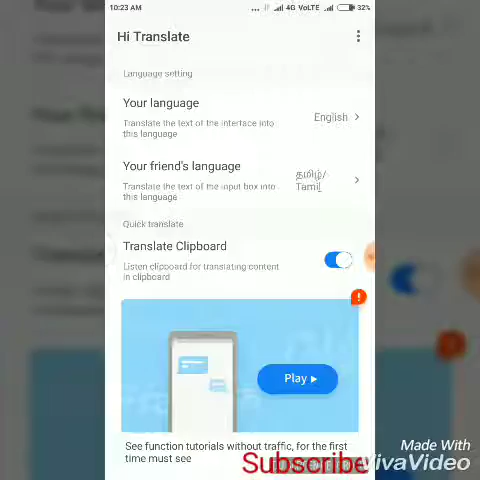 10:23 AM ... 4G VoLTE 32%
Hi Translate
Language setting
Your language
Translate the text of the interface into
this language
English >
Your friend's language
Translate the text of the input box into
this language
தமிழ்/
Tamil
>
Quick translate
Translate Clipboard
Listen clipboard for translating content
in clipboard
!
Play
See function tutorials without traffic, for the first
time must see
Subscribe
Made With
VivaVideo